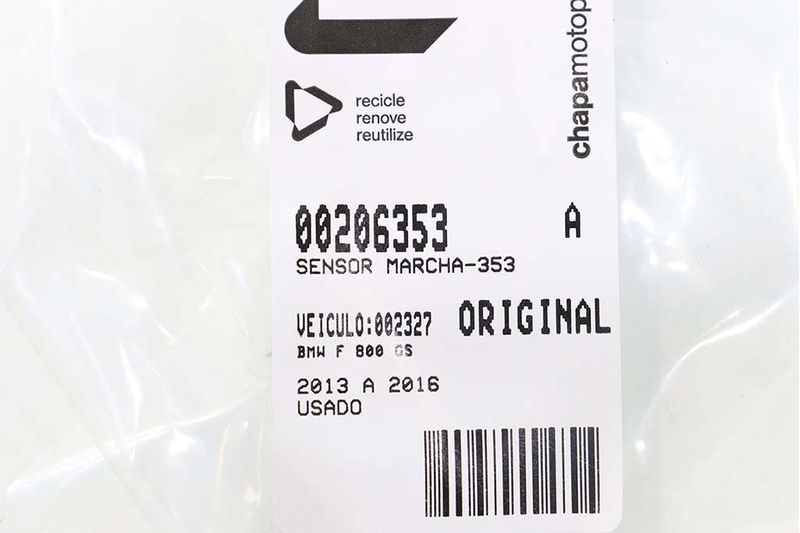 recicle
renove
reutilize
chapamotop
00206353 A
SENSOR MARCHA-353
VEICULO:002327 ORIGINAL
BMW F 800 GS
2013 A 2016
USADO